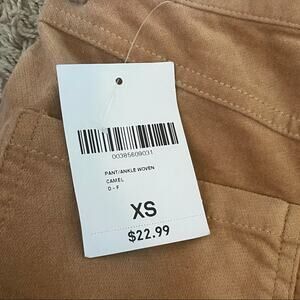 00385609031
PANT/ANKLE WOVEN
CAMEL
D - F
XS
$22.99